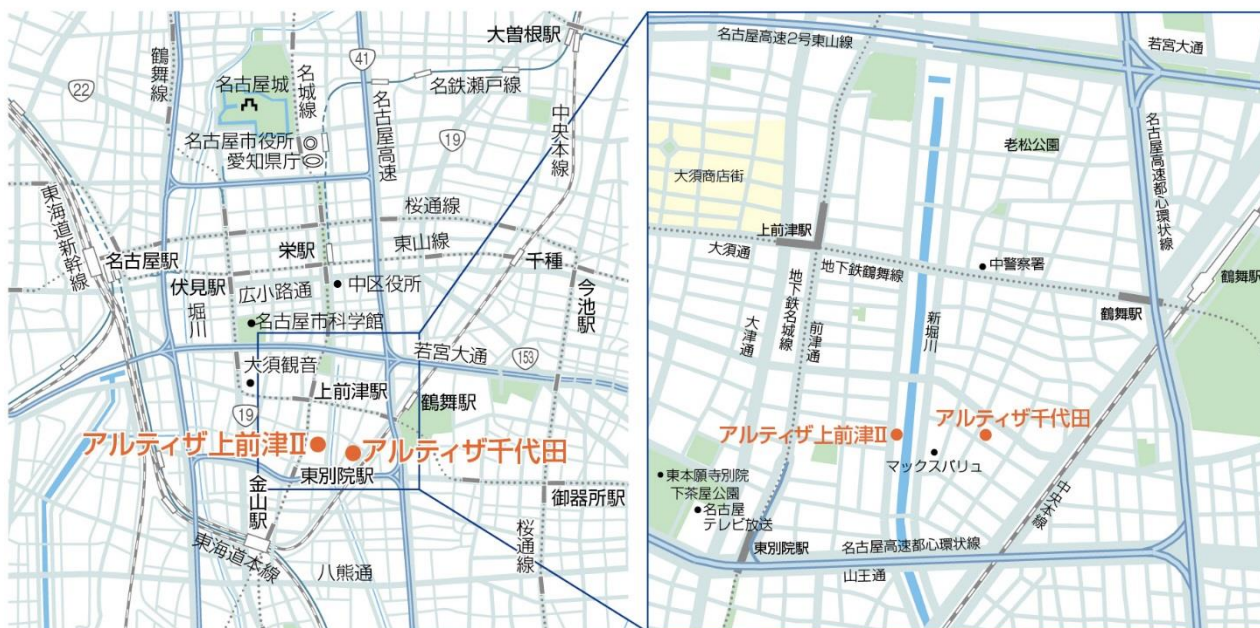 大曽根駅
鶴舞線
41
22
名古屋城
名城線
名鉄瀬戸線
名古屋高速
中央本線
19
名古屋市役所
愛知県庁
東海道新幹線
桜通線
東山線
栄駅
名古屋駅
千種
伏見駅
広小路通
中区役所
今池駅
堀川
名古屋市科学館
若宮大通
153
大須観音
上前津駅
鶴舞駅
19
アルティザ上前津Ⅱ
アルティザ千代田
東別院駅
金山駅
御器所駅
東海道本線
八熊通
桜通線
名古屋高速2号東山線
若宮大通
老松公園
名古屋高速都心環状線
大須商店街
上前津駅
大須通
地下鉄鶴舞線
中警察署
鶴舞駅
鶴舞駅
地下鉄名城線
大津通
前津通
新堀川
アルティザ上前津Ⅱ
アルティザ千代田
マックスバリュ
東本願寺別院
下茶屋公園
名古屋
テレビ放送
中央本線
東別院駅
名古屋高速都心環状線
山王通